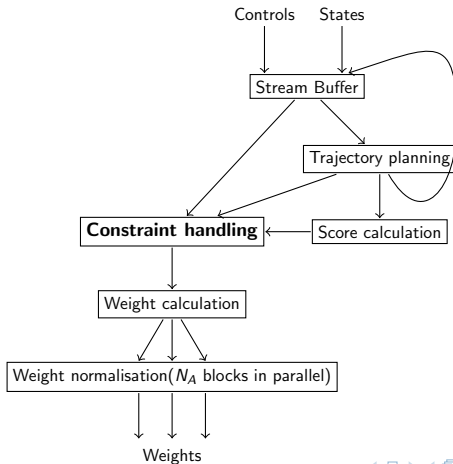 Controls States
Stream Buffer
Trajectory planning
Constraint handling
Score calculation
Weight calculation
Weight normalisation(N_A blocks in parallel)
Weights